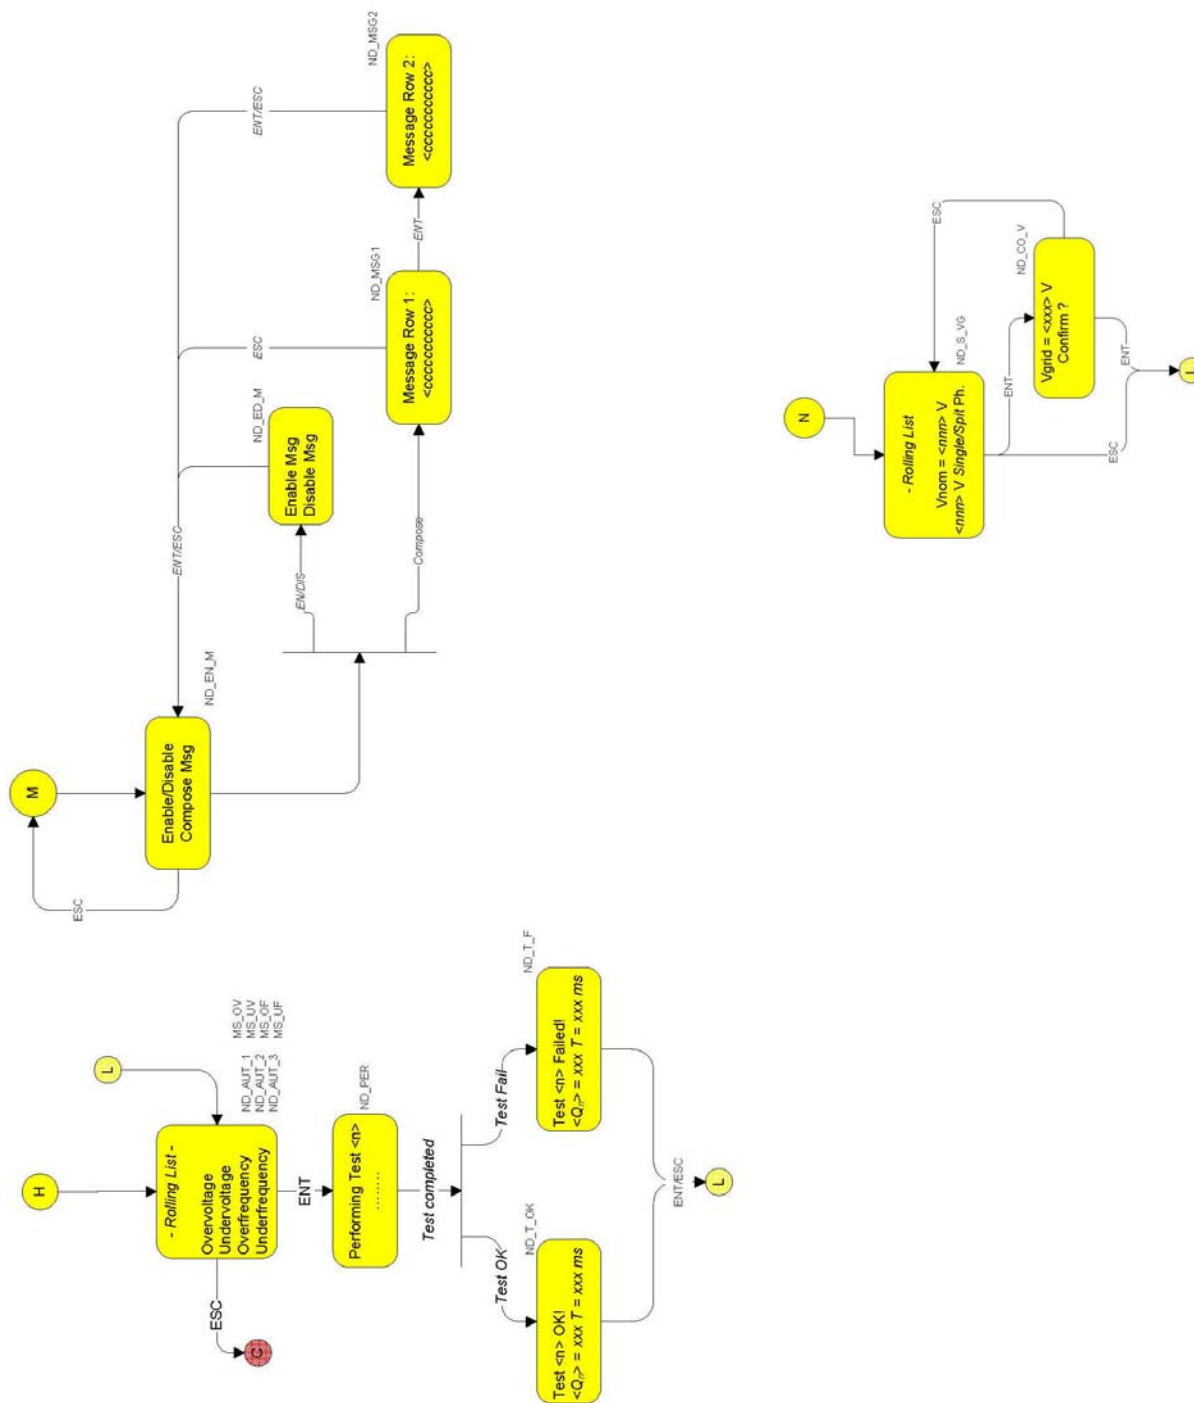 H
L
- Rolling List -
Overvoltage
Undervoltage
Overfrequency
Underfrequency
ND_AUT_1 MS_OV
ND_AUT_2 MS_UV
ND_AUT_3 MS_OF
MS_UF
ESC
C
ENT
Performing Test <n>
.........
ND_PER
Test completed
Test OK
Test Fail
ND_T_OK
Test <n> OK!
<Qn> = xxx T = xxx ms
ND_T_F
Test <n> Failed!
<Qn> = xxx T = xxx ms
ENT/ESC
L
M
ESC
Enable/Disable
Compose Msg
ND_EN_M
ENT/ESC
EN/DIS
ND_ED_M
Enable Msg
Disable Msg
ESC
ENT/ESC
Compose
ND_MSG1
Message Row 1:
<cccccccccccc>
ENT
ND_MSG2
Message Row 2:
<cccccccccccc>
N
- Rolling List
Vnom = <nnn> V
<nnn> V Single/Spit Ph.
ND_S_VG
ESC
ENT
ND_CO_V
Vgrid = <xxx> V
Confirm ?
ESC
ENT